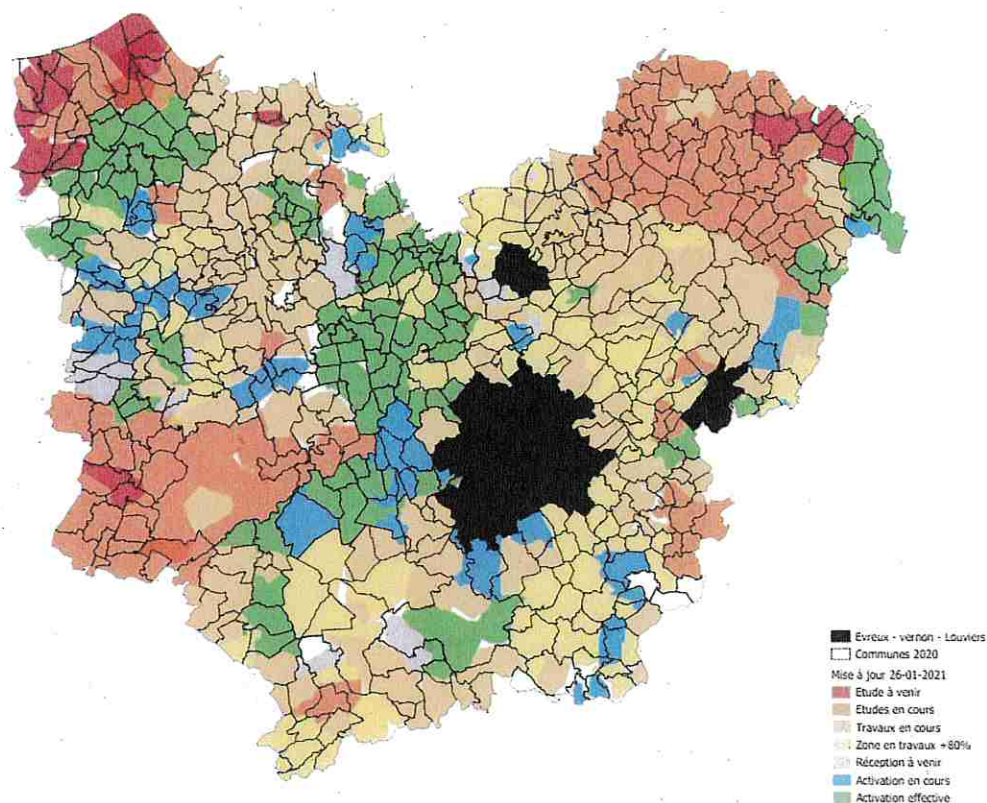 Evreux - vernon - Louviers
Communes 2020
Mise à jour 26-01-2021
Etude à venir
Etudes en cours
Travaux en cours
Zone en travaux +80%
Réception à venir
Activation en cours
Activation effective